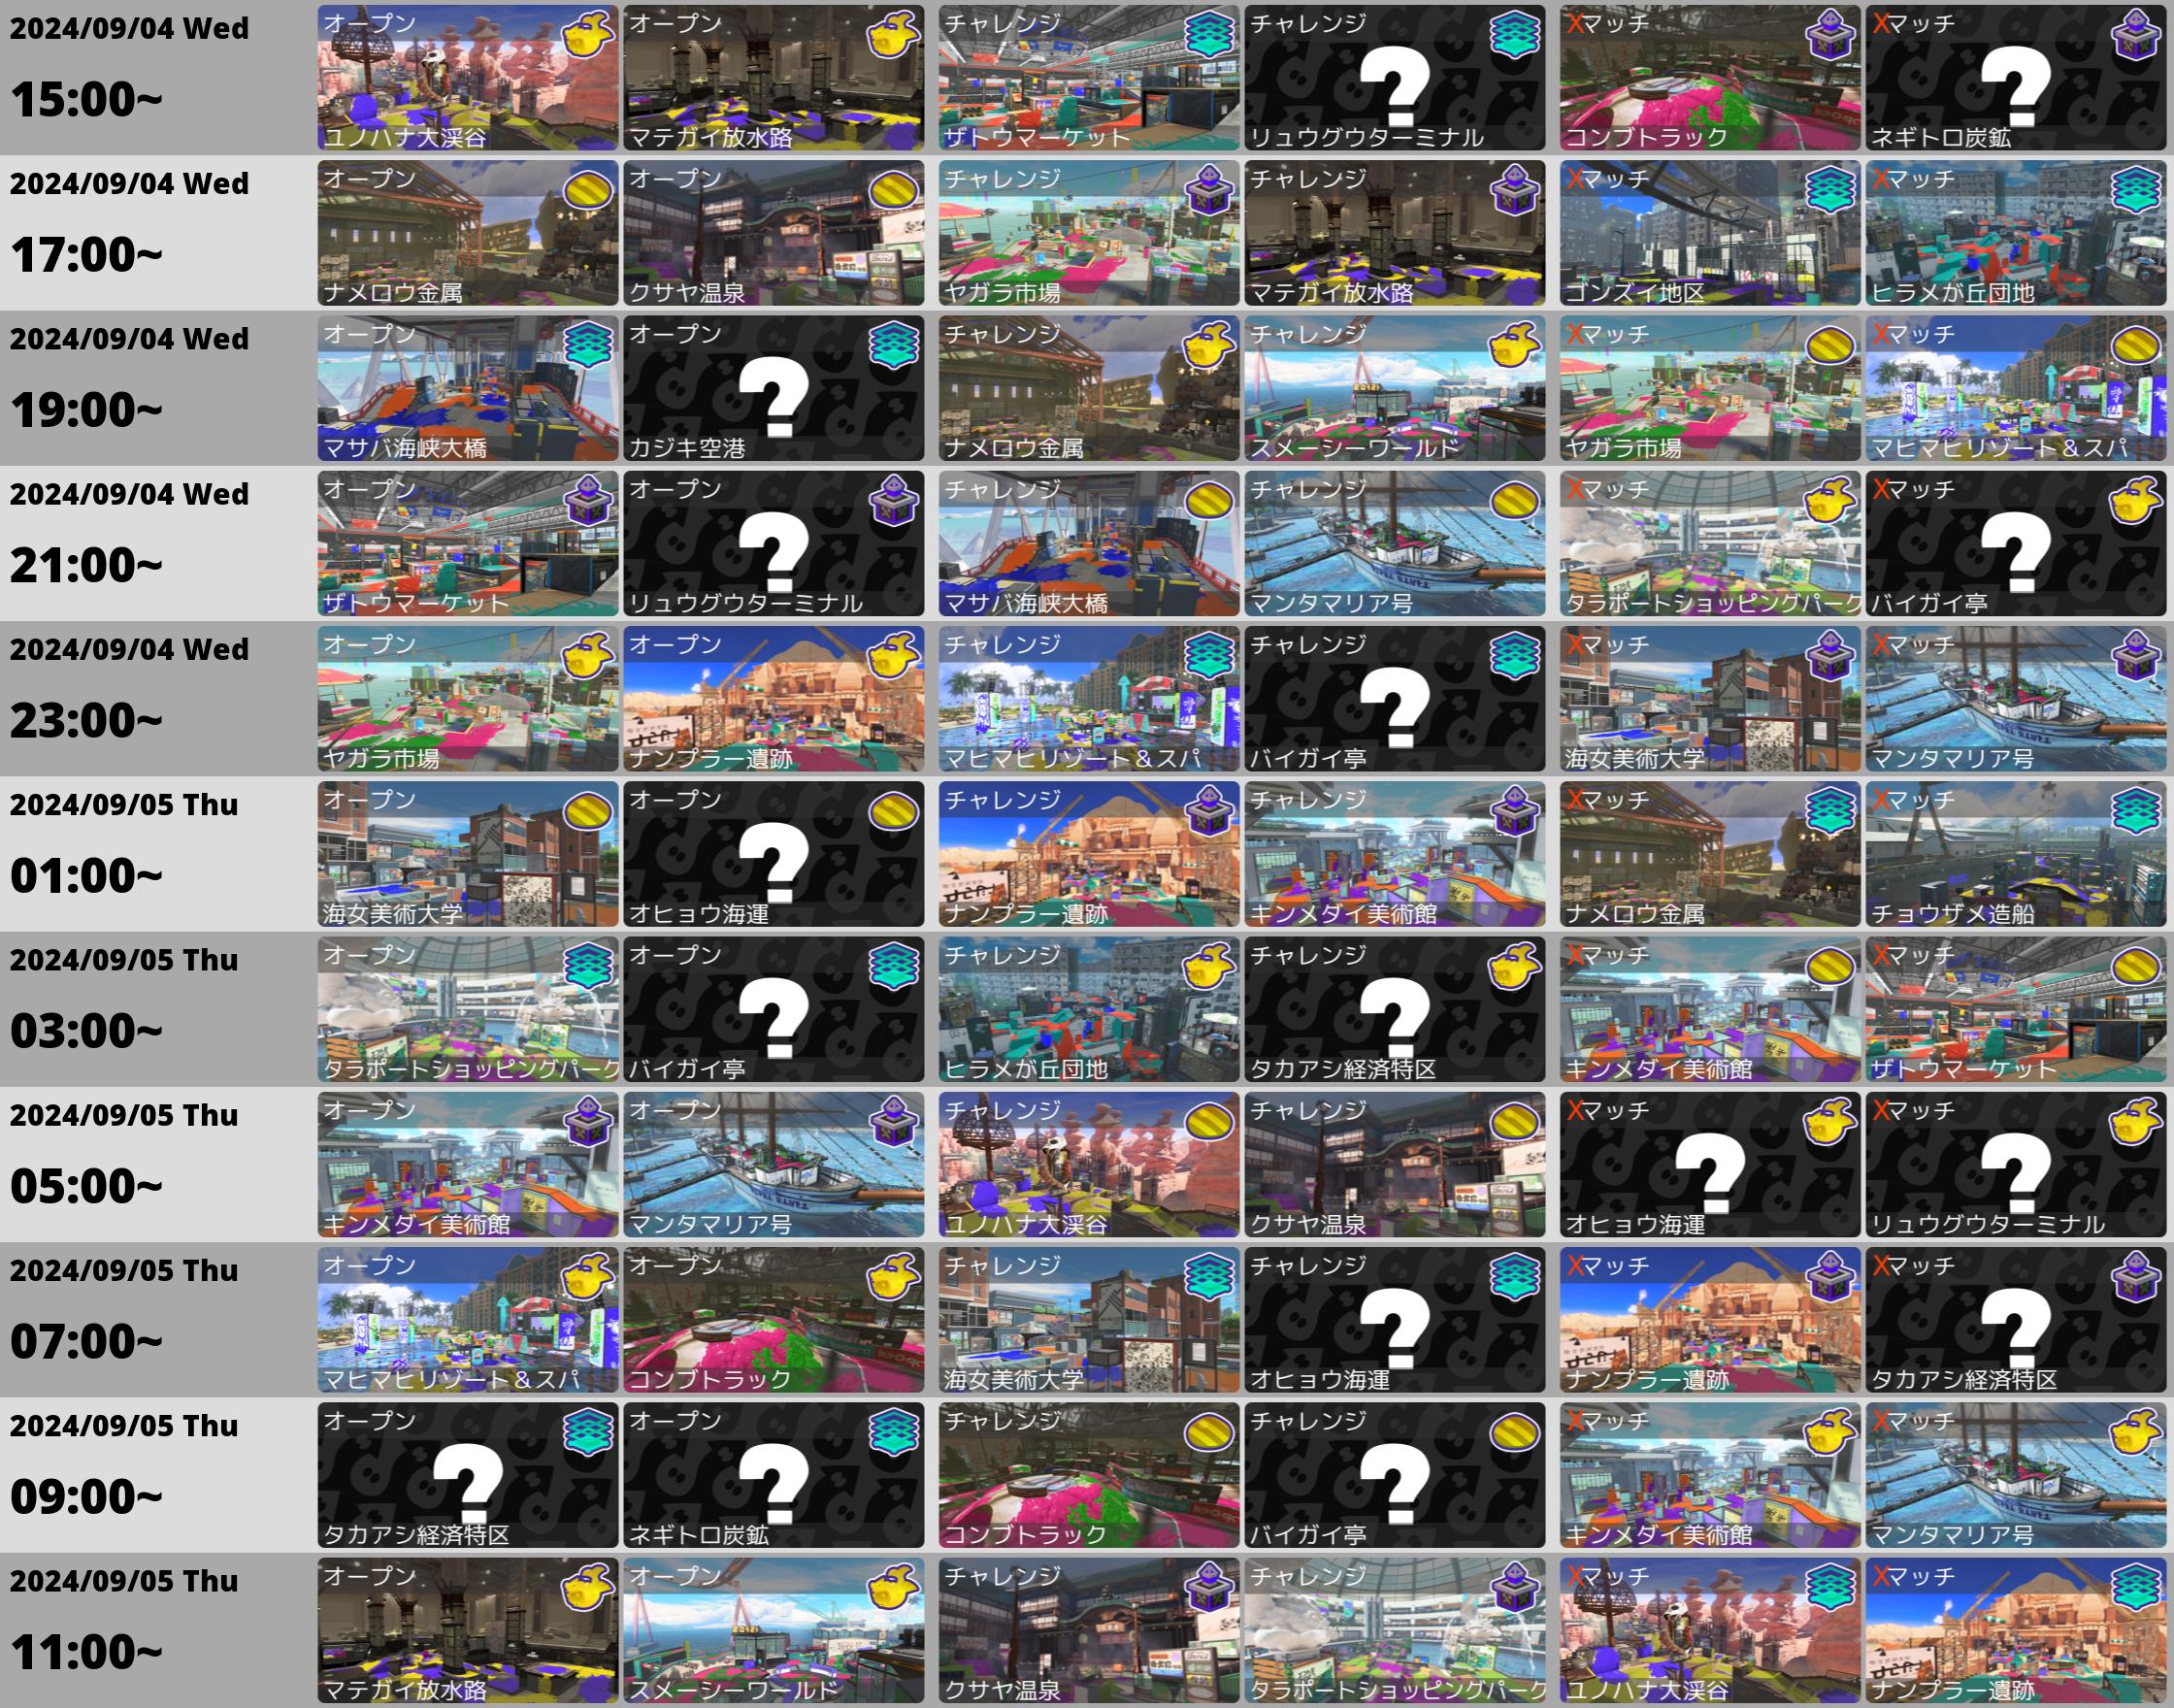 2024/09/04 Wed
15:00~
オープン
ユノハナ大渓谷
オープン
マテガイ放水路
チャレンジ
ザトウマーケット
チャレンジ
リュウグウターミナル
Xマッチ
コンブトラック
Xマッチ
ネギトロ炭鉱
2024/09/04 Wed
17:00~
オープン
ナメロウ金属
オープン
クサヤ温泉
チャレンジ
ヤガラ市場
チャレンジ
マテガイ放水路
Xマッチ
ゴンズイ地区
Xマッチ
ヒラメが丘団地
2024/09/04 Wed
19:00~
オープン
マサバ海峡大橋
オープン
カジキ空港
チャレンジ
ナメロウ金属
チャレンジ
スメーシーワールド
Xマッチ
ヤガラ市場
Xマッチ
マヒマヒリゾート&スパ
2024/09/04 Wed
21:00~
オープン
ザトウマーケット
オープン
リュウグウターミナル
チャレンジ
マサバ海峡大橋
チャレンジ
マンタマリア号
Xマッチ
タラポートショッピングパーク
Xマッチ
バイガイ亭
2024/09/04 Wed
23:00~
オープン
ヤガラ市場
オープン
ナンプラー遺跡
チャレンジ
マヒマヒリゾート&スパ
チャレンジ
バイガイ亭
Xマッチ
海女美術大学
Xマッチ
マンタマリア号
2024/09/05 Thu
01:00~
オープン
海女美術大学
オープン
オヒョウ海運
チャレンジ
ナンプラー遺跡
チャレンジ
キンメダイ美術館
Xマッチ
ナメロウ金属
Xマッチ
チョウザメ造船
2024/09/05 Thu
03:00~
オープン
タラポートショッピングパーク
オープン
バイガイ亭
チャレンジ
ヒラメが丘団地
チャレンジ
タカアシ経済特区
Xマッチ
キンメダイ美術館
Xマッチ
ザトウマーケット
2024/09/05 Thu
05:00~
オープン
キンメダイ美術館
オープン
マンタマリア号
チャレンジ
ユノハナ大渓谷
チャレンジ
クサヤ温泉
Xマッチ
オヒョウ海運
Xマッチ
リュウグウターミナル
2024/09/05 Thu
07:00~
オープン
マヒマヒリゾート&スパ
オープン
コンブトラック
チャレンジ
海女美術大学
チャレンジ
オヒョウ海運
Xマッチ
ナンプラー遺跡
Xマッチ
タカアシ経済特区
2024/09/05 Thu
09:00~
オープン
タカアシ経済特区
オープン
ネギトロ炭鉱
チャレンジ
コンブトラック
チャレンジ
バイガイ亭
Xマッチ
キンメダイ美術館
Xマッチ
マンタマリア号
2024/09/05 Thu
11:00~
オープン
マテガイ放水路
オープン
スメーシーワールド
チャレンジ
クサヤ温泉
チャレンジ
タラポートショッピングパーク
Xマッチ
ユノハナ大渓谷
Xマッチ
ナンプラー遺跡